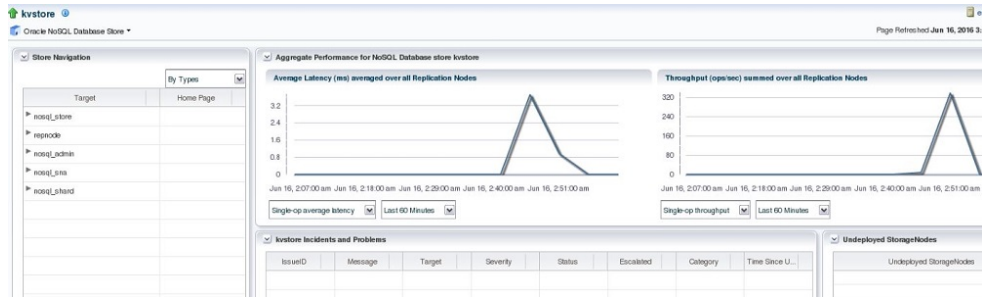 kvstore
Oracle NoSQL Database Store
Page Refreshed Jun 16, 2016 3:
Store Navigation
By Types
Target Home Page
nosql_store
repnode
nosql_admin
nosql_sna
nosql_shard
Aggregate Performance for NoSQL Database store kvstore
Average Latency (ms) averaged over all Replication Nodes
3.2
2.4
1.6
0.8
0
Jun 16, 2:07:00 am Jun 16, 2:18:00 am Jun 16, 2:29:00 am Jun 16, 2:40:00 am Jun 16, 2:51:00 am
Single-op average latency Last 60 Minutes
Throughput (ops/sec) summed over all Replication Nodes
320
240
160
80
0
Jun 16, 2:07:00 am Jun 16, 2:18:00 am Jun 16, 2:29:00 am Jun 16, 2:40:00 am Jun 16, 2:51:00 am
Single-op throughput Last 60 Minutes
kvstore Incidents and Problems
IssueID Message Target Severity Status Escalated Category Time Since U...
Undeployed StorageNodes
Undeployed StorageNodes